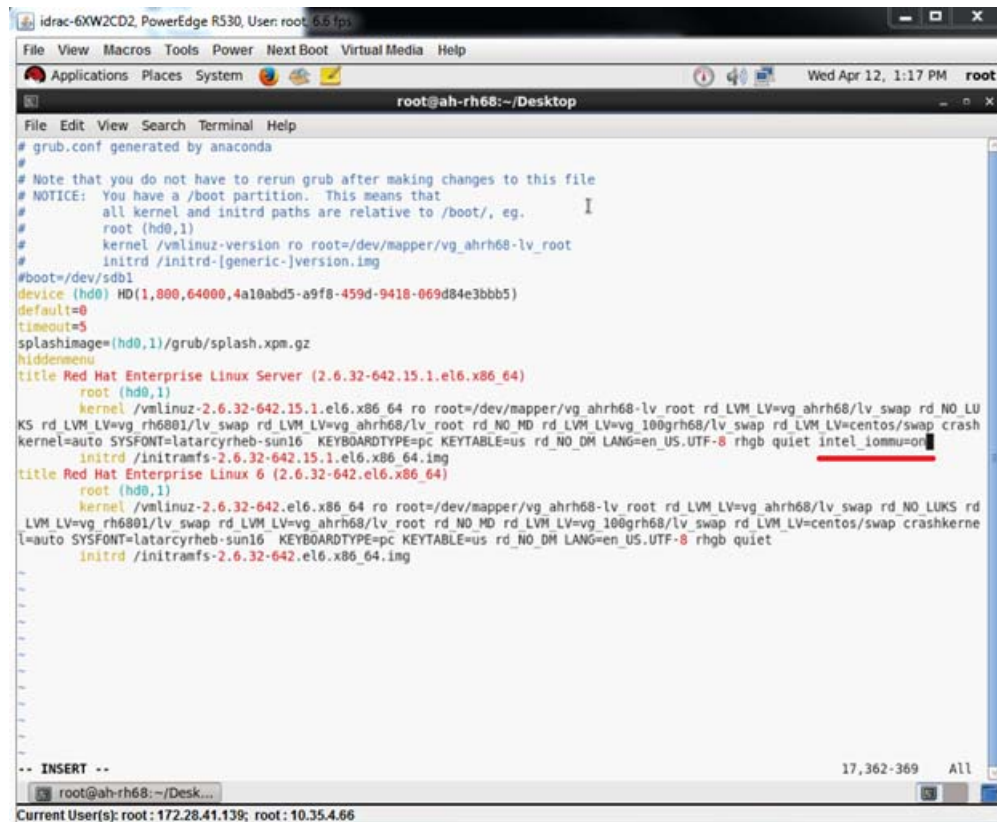 idrac-6XW2CD2, PowerEdge R530, User: root, 6.6 fps
File View Macros Tools Power Next Boot Virtual Media Help
Applications Places System Wed Apr 12, 1:17 PM root
root@ah-rh68:~/Desktop
File Edit View Search Terminal Help
# grub.conf generated by anaconda
#
# Note that you do not have to rerun grub after making changes to this file
# NOTICE: You have a /boot partition. This means that
# all kernel and initrd paths are relative to /boot/, eg.
# root (hd0,1)
# kernel /vmlinuz-version ro root=/dev/mapper/vg_ahrh68-lv_root
# initrd /initrd-[generic-]version.img
#boot=/dev/sdb1
device (hd0) HD(1,800,64000,4a10abd5-a9f8-459d-9418-069d84e3bbb5)
default=0
timeout=5
splashimage=(hd0,1)/grub/splash.xpm.gz
hiddenmenu
title Red Hat Enterprise Linux Server (2.6.32-642.15.1.el6.x86_64)
root (hd0,1)
kernel /vmlinuz-2.6.32-642.15.1.el6.x86_64 ro root=/dev/mapper/vg_ahrh68-lv_root rd_LVM_LV=vg_ahrh68/lv_swap rd_NO_LU
KS rd_LVM_LV=vg_rh6801/lv_swap rd_LVM_LV=vg_ahrh68/lv_root rd_NO_MD rd_LVM_LV=vg_100grh68/lv_swap rd_LVM_LV=centos/swap crash
kernel=auto SYSFONT=latarcyrheb-sun16 KEYBOARDTYPE=pc KEYTABLE=us rd_NO_DM LANG=en_US.UTF-8 rhgb quiet intel_iommu=on
initrd /initramfs-2.6.32-642.15.1.el6.x86_64.img
title Red Hat Enterprise Linux 6 (2.6.32-642.el6.x86_64)
root (hd0,1)
kernel /vmlinuz-2.6.32-642.el6.x86_64 ro root=/dev/mapper/vg_ahrh68-lv_root rd_LVM_LV=vg_ahrh68/lv_swap rd_NO_LUKS rd
_LVM_LV=vg_rh6801/lv_swap rd_LVM_LV=vg_ahrh68/lv_root rd_NO_MD rd_LVM_LV=vg_100grh68/lv_swap rd_LVM_LV=centos/swap crashkerne
l=auto SYSFONT=latarcyrheb-sun16 KEYBOARDTYPE=pc KEYTABLE=us rd_NO_DM LANG=en_US.UTF-8 rhgb quiet
initrd /initramfs-2.6.32-642.el6.x86_64.img
~
~
~
~
~
~
~
~
~
~
~
~
-- INSERT -- 17,362-369 All
root@ah-rh68:~/Desk...
Current User(s): root : 172.28.41.139; root : 10.35.4.66